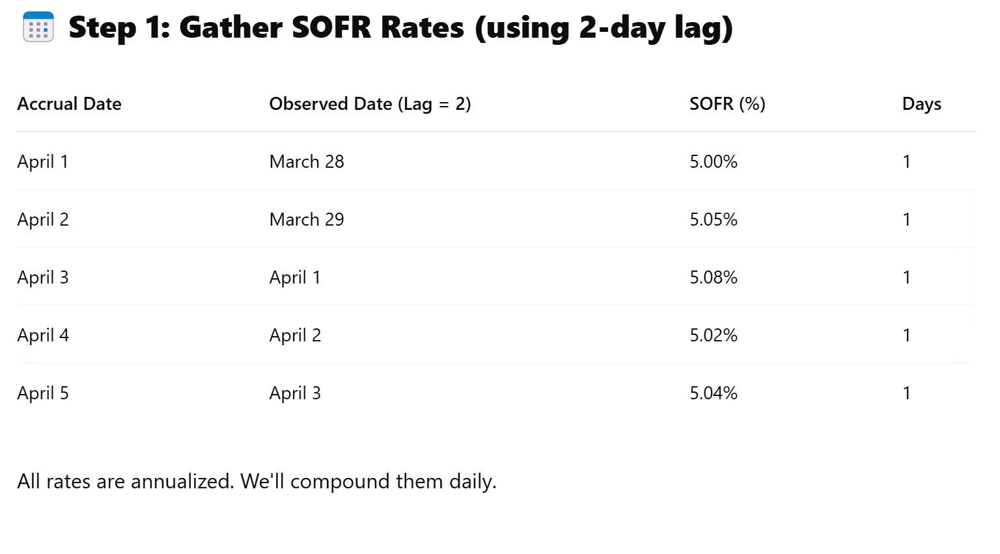 Step 1: Gather SOFR Rates (using 2-day lag)
Accrual Date Observed Date (Lag = 2) SOFR (%) Days
April 1 March 28 5.00% 1
April 2 March 29 5.05% 1
April 3 April 1 5.08% 1
April 4 April 2 5.02% 1
April 5 April 3 5.04% 1
All rates are annualized. We'll compound them daily.